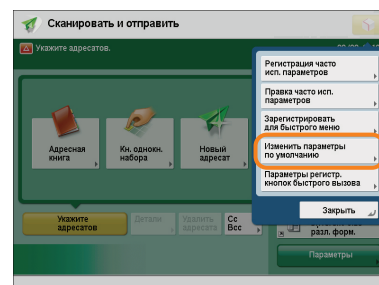 Сканировать и отправить
Укажите адресатов.
Регистрация часто
исп. параметров
Правка часто исп.
параметров
Зарегистрировать
для быстрого меню
Изменить параметры
по умолчанию
Параметры регистр.
кнопок быстрого вызова
Закрыть
Адресная
книга
Кн. однокн.
набора
Новый
адресат
Укажите
адресатов
Детали
Удалить
адресата
Cc
Bcc
разл. форм.
Параметры